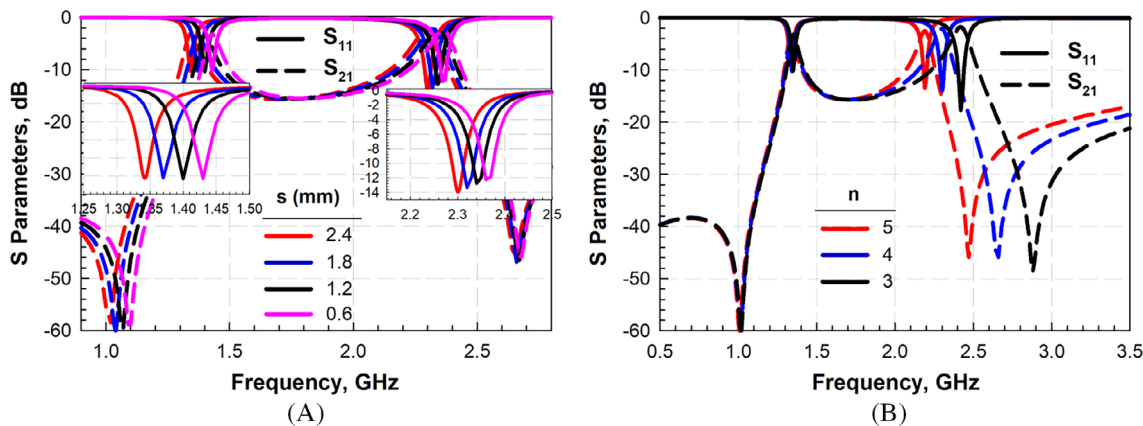 S Parameters, dB
0
-10
-20
-30
-40
-50
-60
S11
S21
1.25 1.30 1.35 1.40 1.45 1.50
0
-2
-4
-6
-8
-10
-12
-14
2.2 2.3 2.4 2.5
s (mm)
2.4
1.8
1.2
0.6
1.0 1.5 2.0 2.5
Frequency, GHz
(A)
S Parameters, dB
0
-10
-20
-30
-40
-50
-60
S11
S21
n
5
4
3
0.5 1.0 1.5 2.0 2.5 3.0 3.5
Frequency, GHz
(B)